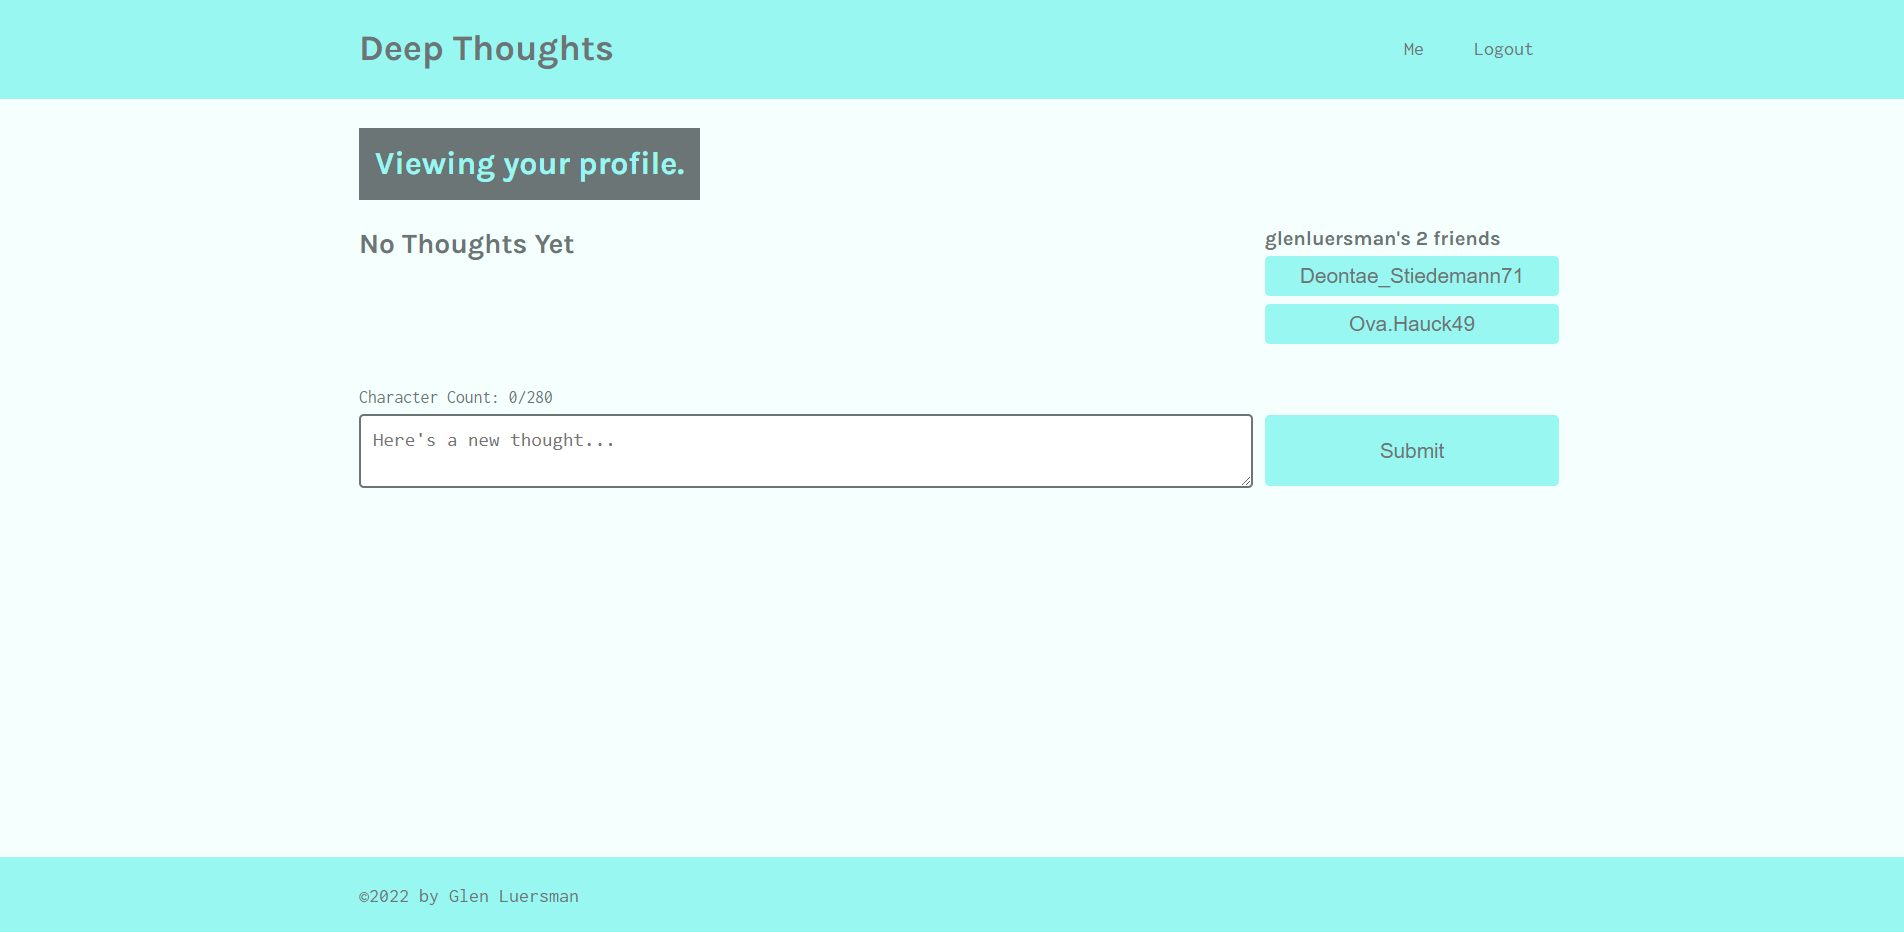 Deep Thoughts
Me
Logout
Viewing your profile.
No Thoughts Yet
glenluersman's 2 friends
Deontae_Stiedemann71
Ova.Hauck49
Character Count: 0/280
Here's a new thought...
Submit
©2022 by Glen Luersman